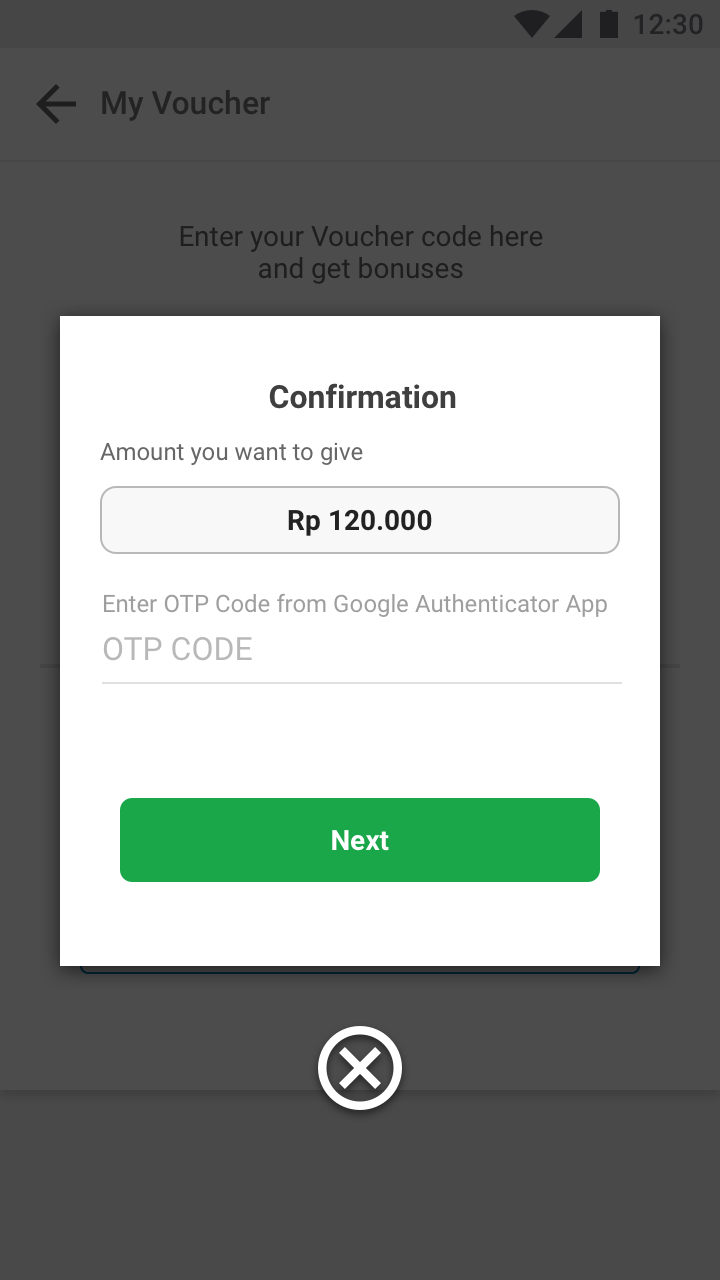 12:30
My Voucher
Enter your Voucher code here
and get bonuses
Confirmation
Amount you want to give
Rp 120.000
Enter OTP Code from Google Authenticator App
OTP CODE
Next